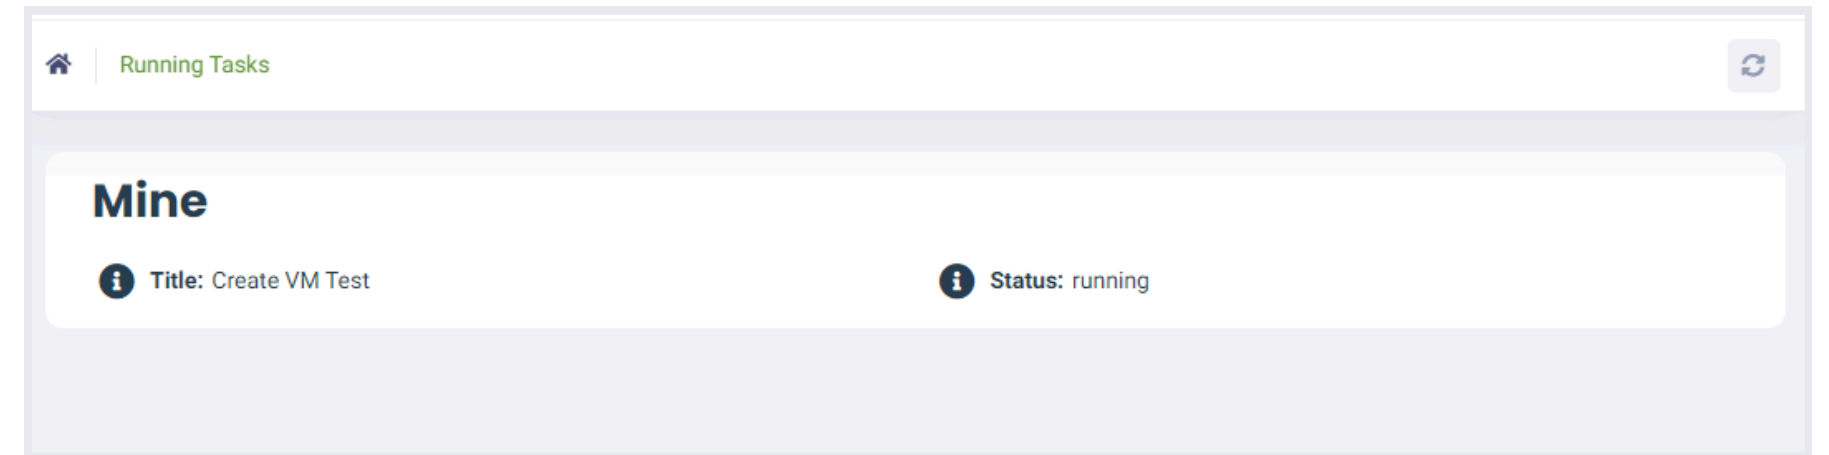 Running Tasks
Mine
Title: Create VM Test
Status: running